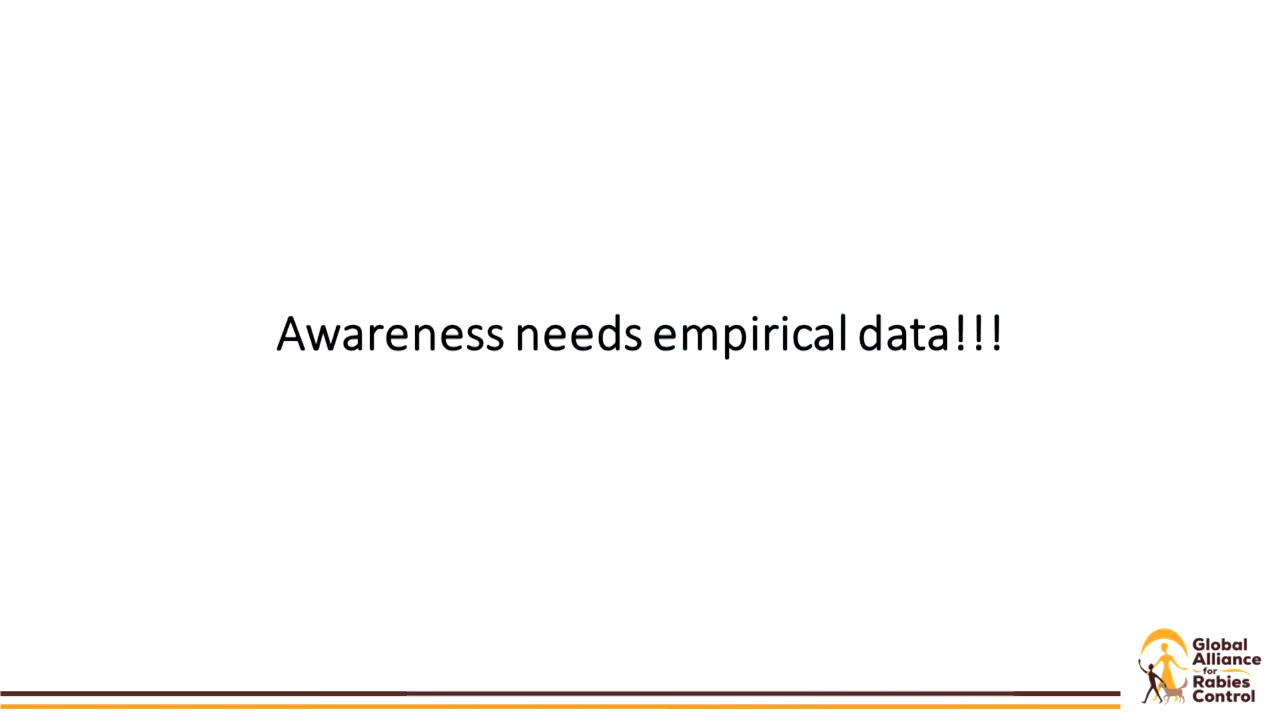 Awareness needs empirical data!!!
Global
Alliance
for
Rabies
Control